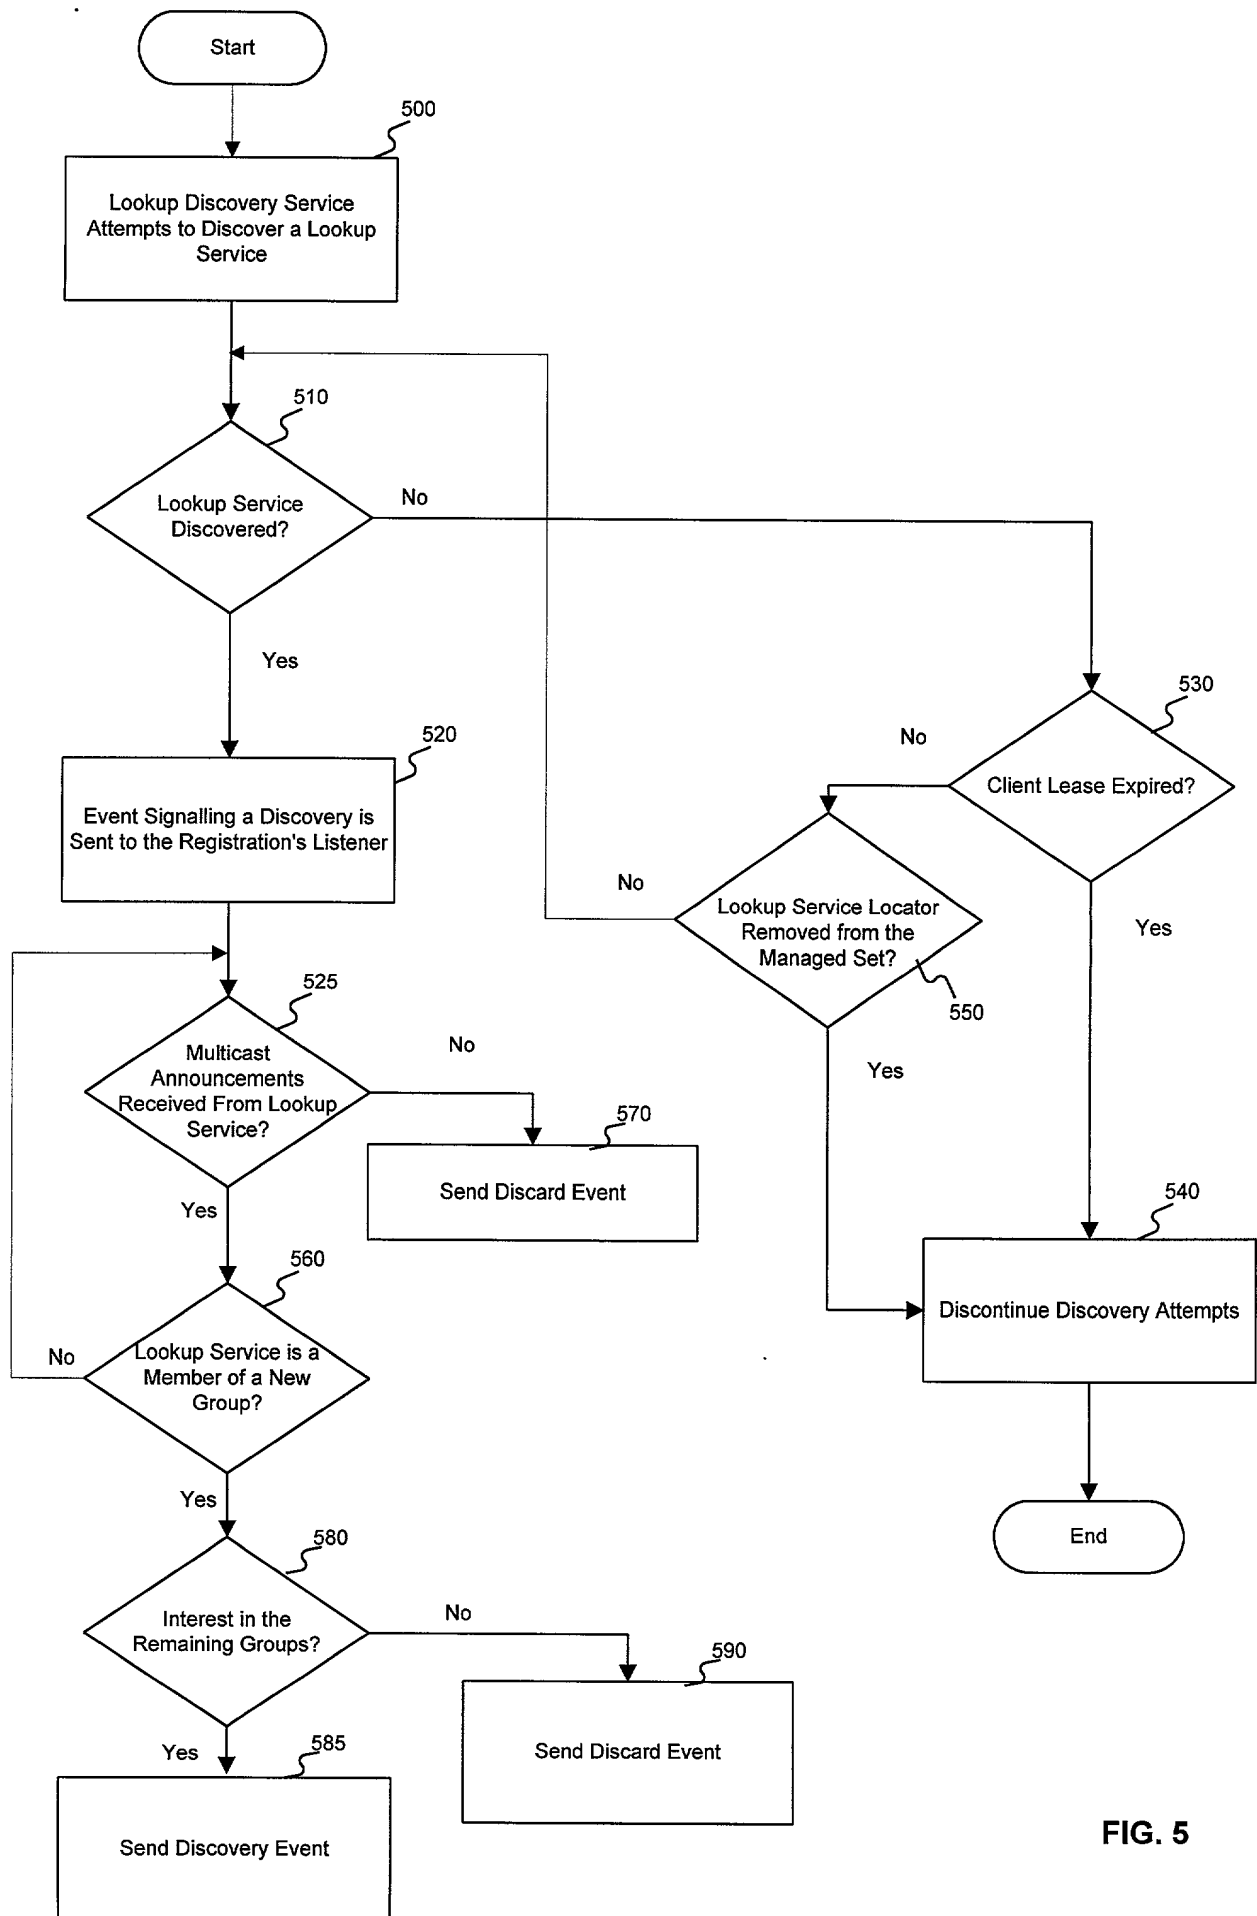 Start
500
Lookup Discovery Service
Attempts to Discover a Lookup
Service
510
Lookup Service
Discovered?
No
Yes
530
Client Lease Expired?
No
Yes
520
Event Signalling a Discovery is
Sent to the Registration's Listener
No
Lookup Service Locator
Removed from the
Managed Set?
550
Yes
525
Multicast
Announcements
Received From Lookup
Service?
No
570
Send Discard Event
Yes
540
Discontinue Discovery Attempts
560
Lookup Service is a
Member of a New
Group?
No
Yes
End
580
Interest in the
Remaining Groups?
No
590
Send Discard Event
Yes
585
Send Discovery Event
FIG. 5